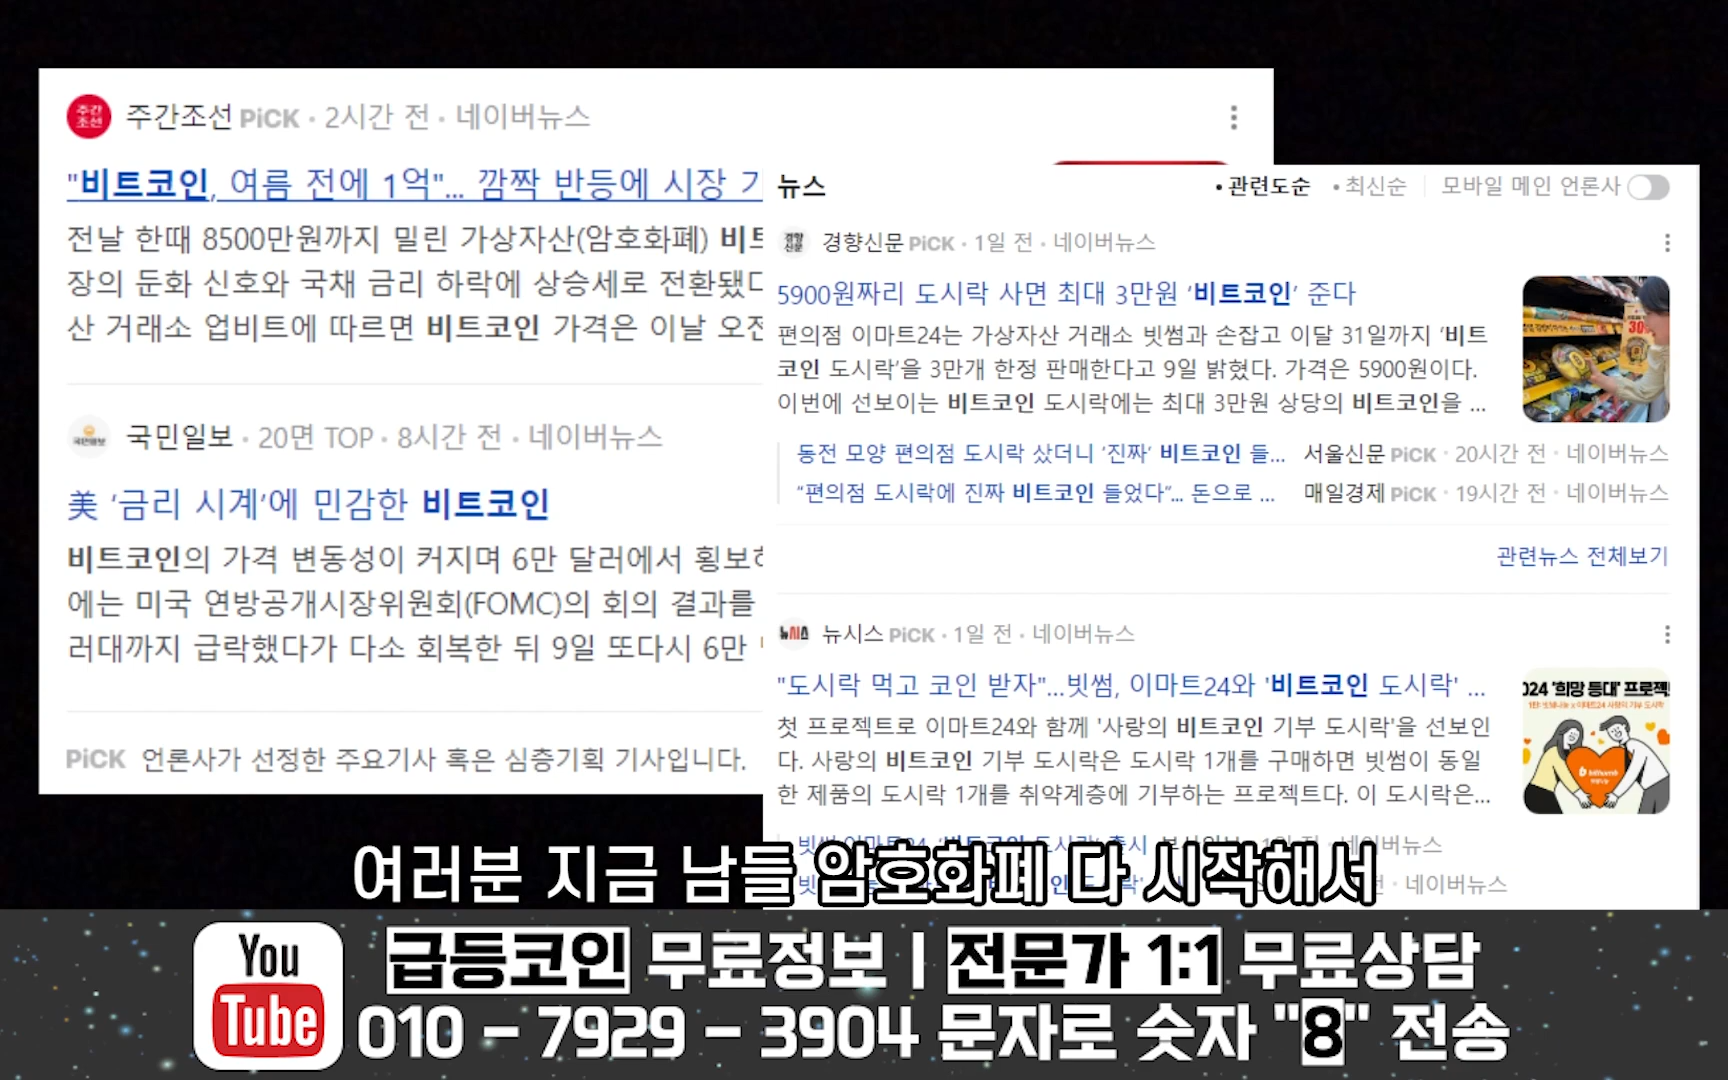 주간조선 PiCK · 2시간 전 · 네이버뉴스
"비트코인, 여름 전에 1억"... 깜짝 반등에 시장
전날 한때 8500만원까지 밀린 가상자산(암호화폐)
장의 둔화 신호와 국채 금리 하락에 상승세로 전환됐다
산 거래소 업비트에 따르면 비트코인 가격은 이날 오전
국민일보 · 20면 TOP · 8시간 전 · 네이버뉴스
美 ‘금리 시계’에 민감한 비트코인
비트코인의 가격 변동성이 커지며 6만 달러에서
에는 미국 연방공개시장위원회(FOMC)의 회의 결과를
러대까지 급락했다가 다소 회복한 뒤 9일 또다시 6만
PiCK 언론사가 선정한 주요기사 혹은 심층기획 기사입니다.
뉴스
• 관련도순 • 최신순 모바일 메인 언론사
경향신문 PiCK · 1일 전 · 네이버뉴스
5900원짜리 도시락 사면 최대 3만원 ‘비트코인’ 준다
편의점 이마트24는 가상자산 거래소 빗썸과 손잡고 이달 31일까지 ‘비트
코인 도시락’을 3만개 한정 판매한다고 9일 밝혔다. 가격은 5900원이다.
이번에 선보이는 비트코인 도시락에는 최대 3만원 상당의 비트코인을 ...
동전 모양 편의점 도시락 샀더니 ‘진짜’ 비트코인 들... 서울신문 PiCK · 20시간 전 · 네이버뉴스
“편의점 도시락에 진짜 비트코인 들었다”... 돈으로 ... 매일경제 PiCK · 19시간 전 · 네이버뉴스
관련뉴스 전체보기
뉴시스 PiCK · 1일 전 · 네이버뉴스
"도시락 먹고 코인 받자"...빗썸, 이마트24와 '비트코인 도시락' ...
첫 프로젝트로 이마트24와 함께 '사랑의 비트코인 기부 도시락'을 선보인
다. 사랑의 비트코인 기부 도시락은 도시락 1개를 구매하면 빗썸이 동일
한 제품의 도시락 1개를 취약계층에 기부하는 프로젝트다. 이 도시락은...
여러분 지금 남들 암호화폐 다 시작해서
You Tube
급등코인 무료정보 | 전문가 1:1 무료상담
010 - 7929 - 3904 문자로 숫자 "8" 전송